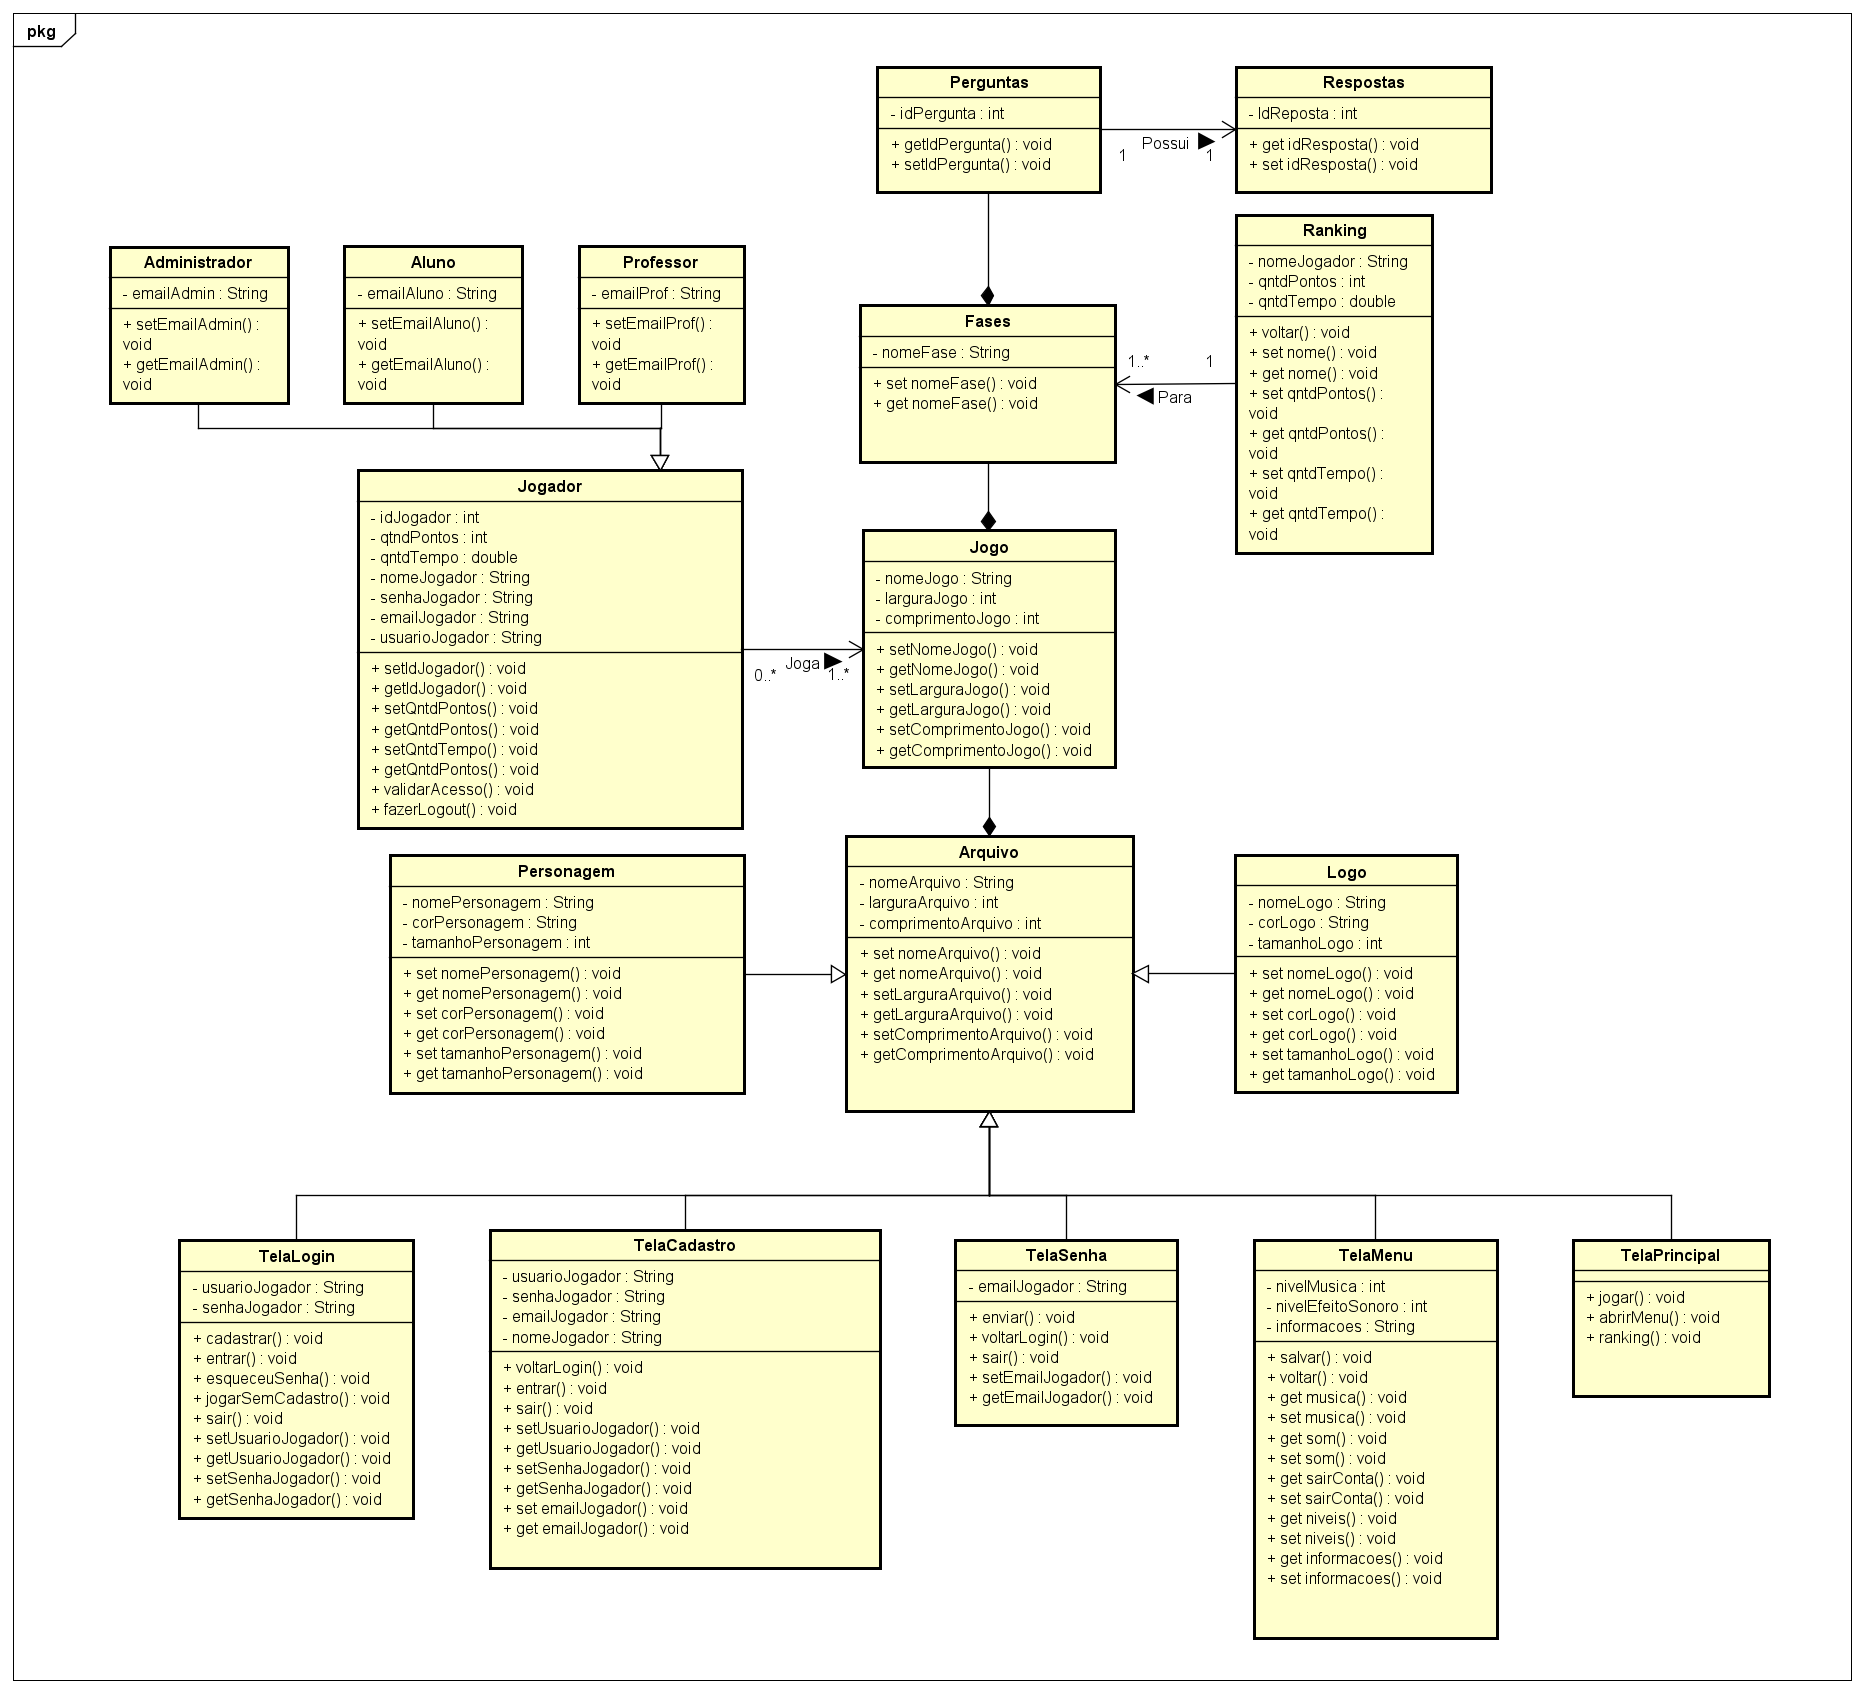 pkg
Perguntas
- idPergunta : int
+ getIdPergunta() : void
+ setIdPergunta() : void
Possui
1
1
Respostas
- IdReposta : int
+ get idResposta() : void
+ set idResposta() : void
Administrador
- emailAdmin : String
+ setEmailAdmin() :
void
+ getEmailAdmin() :
void
Aluno
- emailAluno : String
+ setEmailAluno() :
void
+ getEmailAluno() :
void
Professor
- emailProf : String
+ setEmailProf() :
void
+ getEmailProf() :
void
Fases
- nomeFase : String
+ set nomeFase() : void
+ get nomeFase() : void
1..*
1
Para
Ranking
- nomeJogador : String
- qntdPontos : int
- qntdTempo : double
+ voltar() : void
+ set nome() : void
+ get nome() : void
+ set qntdPontos() :
void
+ get qntdPontos() :
void
+ set qntdTempo() :
void
+ get qntdTempo() :
void
Jogador
- idJogador : int
- qtndPontos : int
- qntdTempo : double
- nomeJogador : String
- senhaJogador : String
- emailJogador : String
- usuarioJogador : String
+ setIdJogador() : void
+ getIdJogador() : void
+ setQntdPontos() : void
+ getQntdPontos() : void
+ setQntdTempo() : void
+ getQntdPontos() : void
+ validarAcesso() : void
+ fazerLogout() : void
Joga
0..*
1..*
Jogo
- nomeJogo : String
- larguraJogo : int
- comprimentoJogo : int
+ setNomeJogo() : void
+ getNomeJogo() : void
+ setLarguraJogo() : void
+ getLarguraJogo() : void
+ setComprimentoJogo() : void
+ getComprimentoJogo() : void
Personagem
- nomePersonagem : String
- corPersonagem : String
- tamanhoPersonagem : int
+ set nomePersonagem() : void
+ get nomePersonagem() : void
+ set corPersonagem() : void
+ get corPersonagem() : void
+ set tamanhoPersonagem() : void
+ get tamanhoPersonagem() : void
Arquivo
- nomeArquivo : String
- larguraArquivo : int
- comprimentoArquivo : int
+ set nomeArquivo() : void
+ get nomeArquivo() : void
+ setLarguraArquivo() : void
+ getLarguraArquivo() : void
+ setComprimentoArquivo() : void
+ getComprimentoArquivo() : void
Logo
- nomeLogo : String
- corLogo : String
- tamanhoLogo : int
+ set nomeLogo() : void
+ get nomeLogo() : void
+ set corLogo() : void
+ get corLogo() : void
+ set tamanhoLogo() : void
+ get tamanhoLogo() : void
TelaLogin
- usuarioJogador : String
- senhaJogador : String
+ cadastrar() : void
+ entrar() : void
+ esqueceuSenha() : void
+ jogarSemCadastro() : void
+ sair() : void
+ setUsuarioJogador() : void
+ getUsuarioJogador() : void
+ setSenhaJogador() : void
+ getSenhaJogador() : void
TelaCadastro
- usuarioJogador : String
- senhaJogador : String
- emailJogador : String
- nomeJogador : String
+ voltarLogin() : void
+ entrar() : void
+ sair() : void
+ setUsuarioJogador() : void
+ getUsuarioJogador() : void
+ setSenhaJogador() : void
+ getSenhaJogador() : void
+ set emailJogador() : void
+ get emailJogador() : void
TelaSenha
- emailJogador : String
+ enviar() : void
+ voltarLogin() : void
+ sair() : void
+ setEmailJogador() : void
+ getEmailJogador() : void
TelaMenu
- nivelMusica : int
- nivelEfeitoSonoro : int
- informacoes : String
+ salvar() : void
+ voltar() : void
+ get musica() : void
+ set musica() : void
+ get som() : void
+ set som() : void
+ get sairConta() : void
+ set sairConta() : void
+ get niveis() : void
+ set niveis() : void
+ get informacoes() : void
+ set informacoes() : void
TelaPrincipal
+ jogar() : void
+ abrirMenu() : void
+ ranking() : void